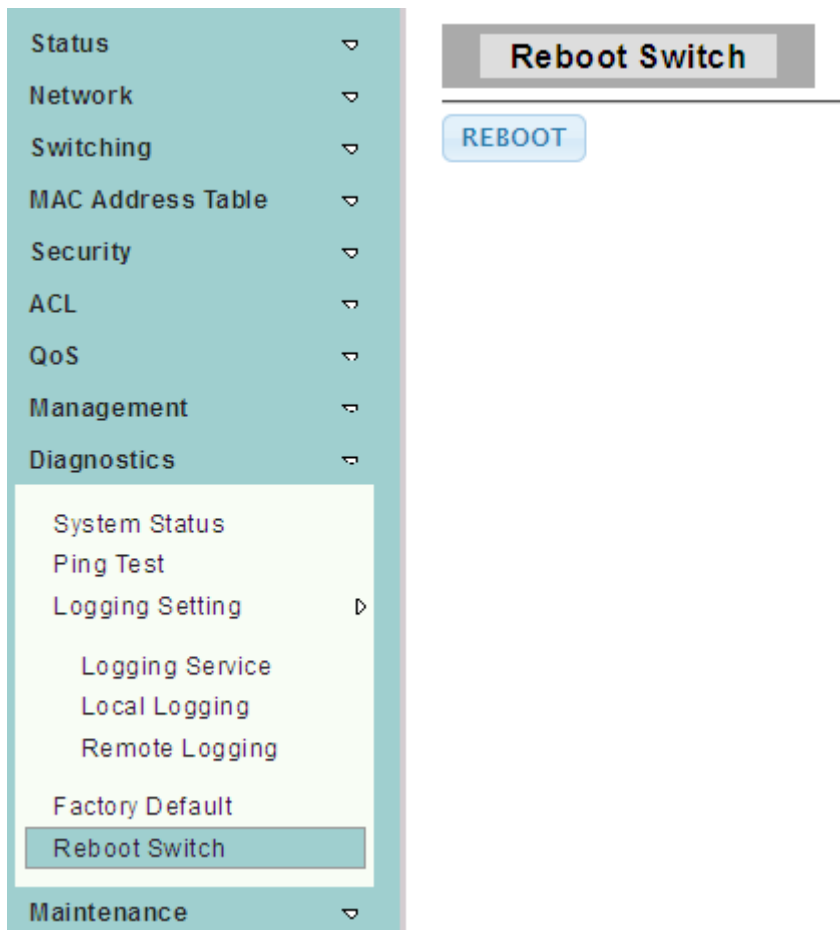 Status
Network
Switching
MAC Address Table
Security
ACL
QoS
Management
Diagnostics
System Status
Ping Test
Logging Setting
Logging Service
Local Logging
Remote Logging
Factory Default
Reboot Switch
Maintenance
Reboot Switch
REBOOT